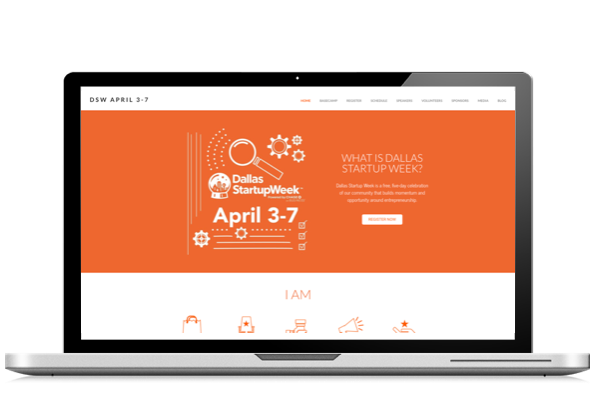 DSW APRIL 3-7
HOME BASECAMP REGISTER SCHEDULE SPEAKERS VOLUNTEERS SPONSORS MEDIA BLOG
Dallas
StartupWeek
April 3-7
WHAT IS DALLAS
STARTUP WEEK?
Dallas Startup Week is a free, five-day celebration
of our community that builds momentum and
opportunity around entrepreneurship.
REGISTER NOW
I AM